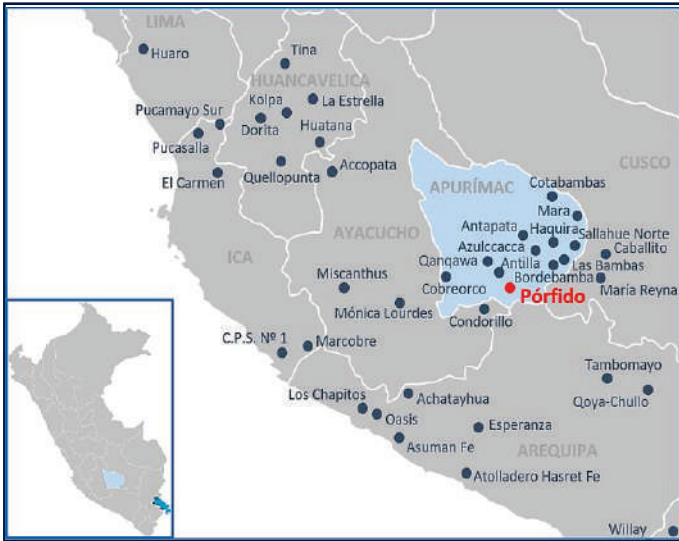 LIMA
Huaro
Tina
HUANCAVELICA
Kolpa
La Estrella
Pucamayo Sur
Dorita
Huatana
Pucasalla
El Carmen
Quellopunta
Accopata
CUSCO
APURÍMAC
Cotabambas
Mara
Antapata
Haquira
Sallahue Norte
AYACUCHO
Azulccacca
Caballito
ICA
Qanqawa
Antilla
Las Bambas
Miscanthus
Bordebamba
Cobreorco
María Reyna
Pórfido
Mónica Lourdes
Condorillo
C.P.S. Nº 1
Marcobre
Tambomayo
Los Chapitos
Achatayhua
Qoya-Chullo
Oasis
Esperanza
Asuman Fe
AREQUIPA
Atolladero Hasret Fe
Willay